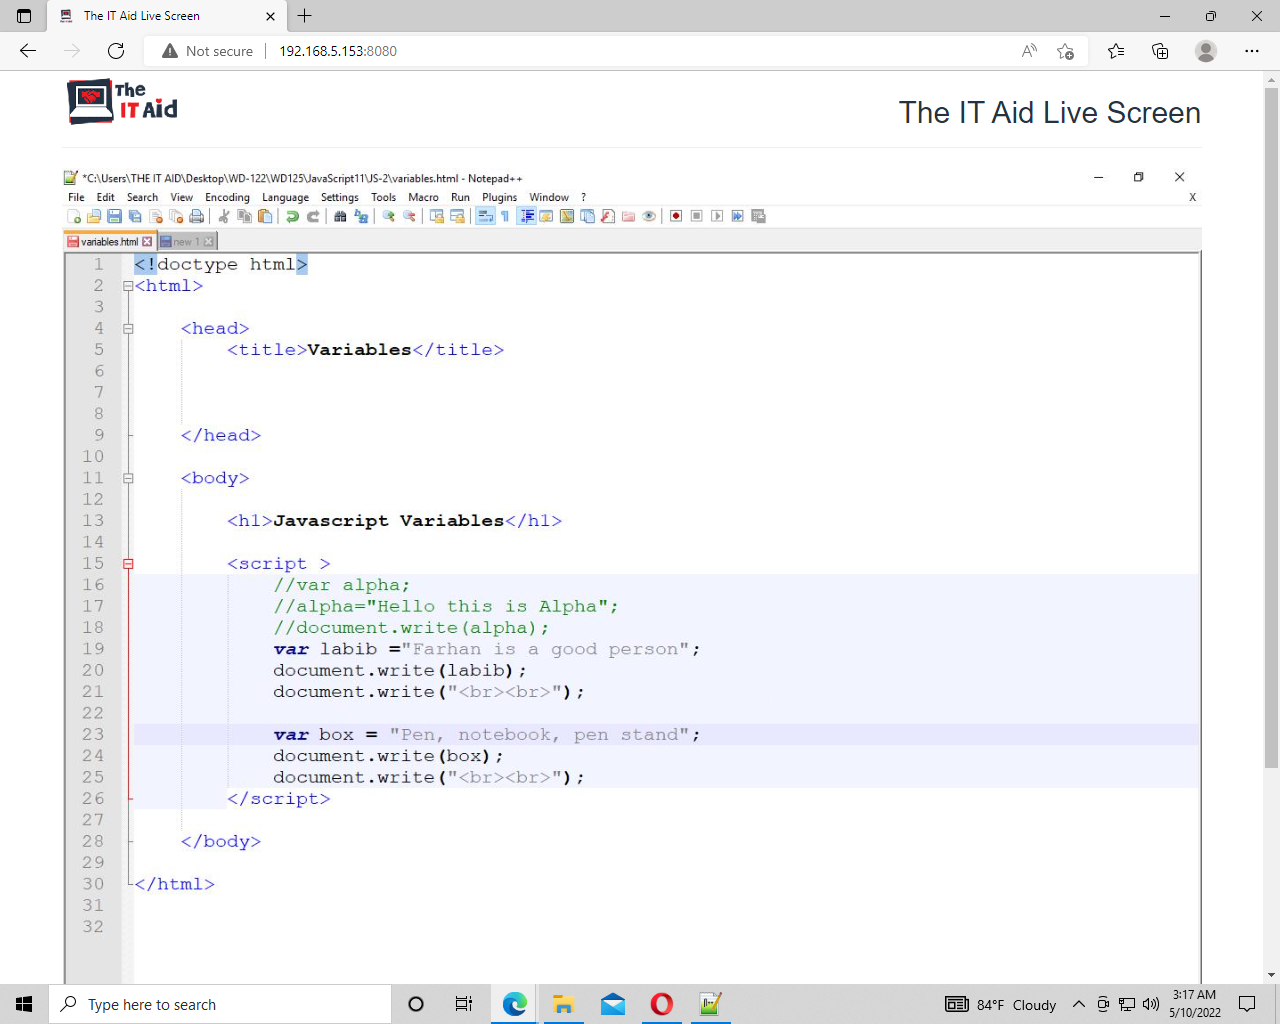 The IT Aid Live Screen
Not secure 192.168.5.153:8080
The
IT Aid
The IT Aid Live Screen
*C:\Users\THE IT AID\Desktop\WD-122\WD125\JavaScript11\JS-2\variables.html - Notepad++
File Edit Search View Encoding Language Settings Tools Macro Run Plugins Window ? X
variables.html new 1
1 <!doctype html>
2 <html>
3
4 <head>
5 <title>Variables</title>
6
7
8
9 </head>
10
11 <body>
12
13 <h1>Javascript Variables</h1>
14
15 <script >
16 //var alpha;
17 //alpha="Hello this is Alpha";
18 //document.write(alpha);
19 var labib ="Farhan is a good person";
20 document.write(labib);
21 document.write("<br><br>");
22
23 var box = "Pen, notebook, pen stand";
24 document.write(box);
25 document.write("<br><br>");
26 </script>
27
28 </body>
29
30 </html>
31
32
Type here to search
84°F Cloudy
3:17 AM
5/10/2022